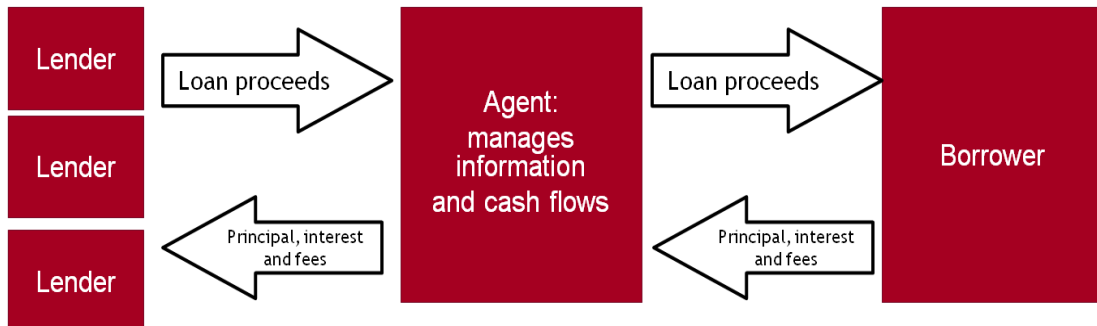 Lender
Lender
Lender
Loan proceeds
Principal, interest
and fees
Agent:
manages
information
and cash flows
Loan proceeds
Principal, interest
and fees
Borrower